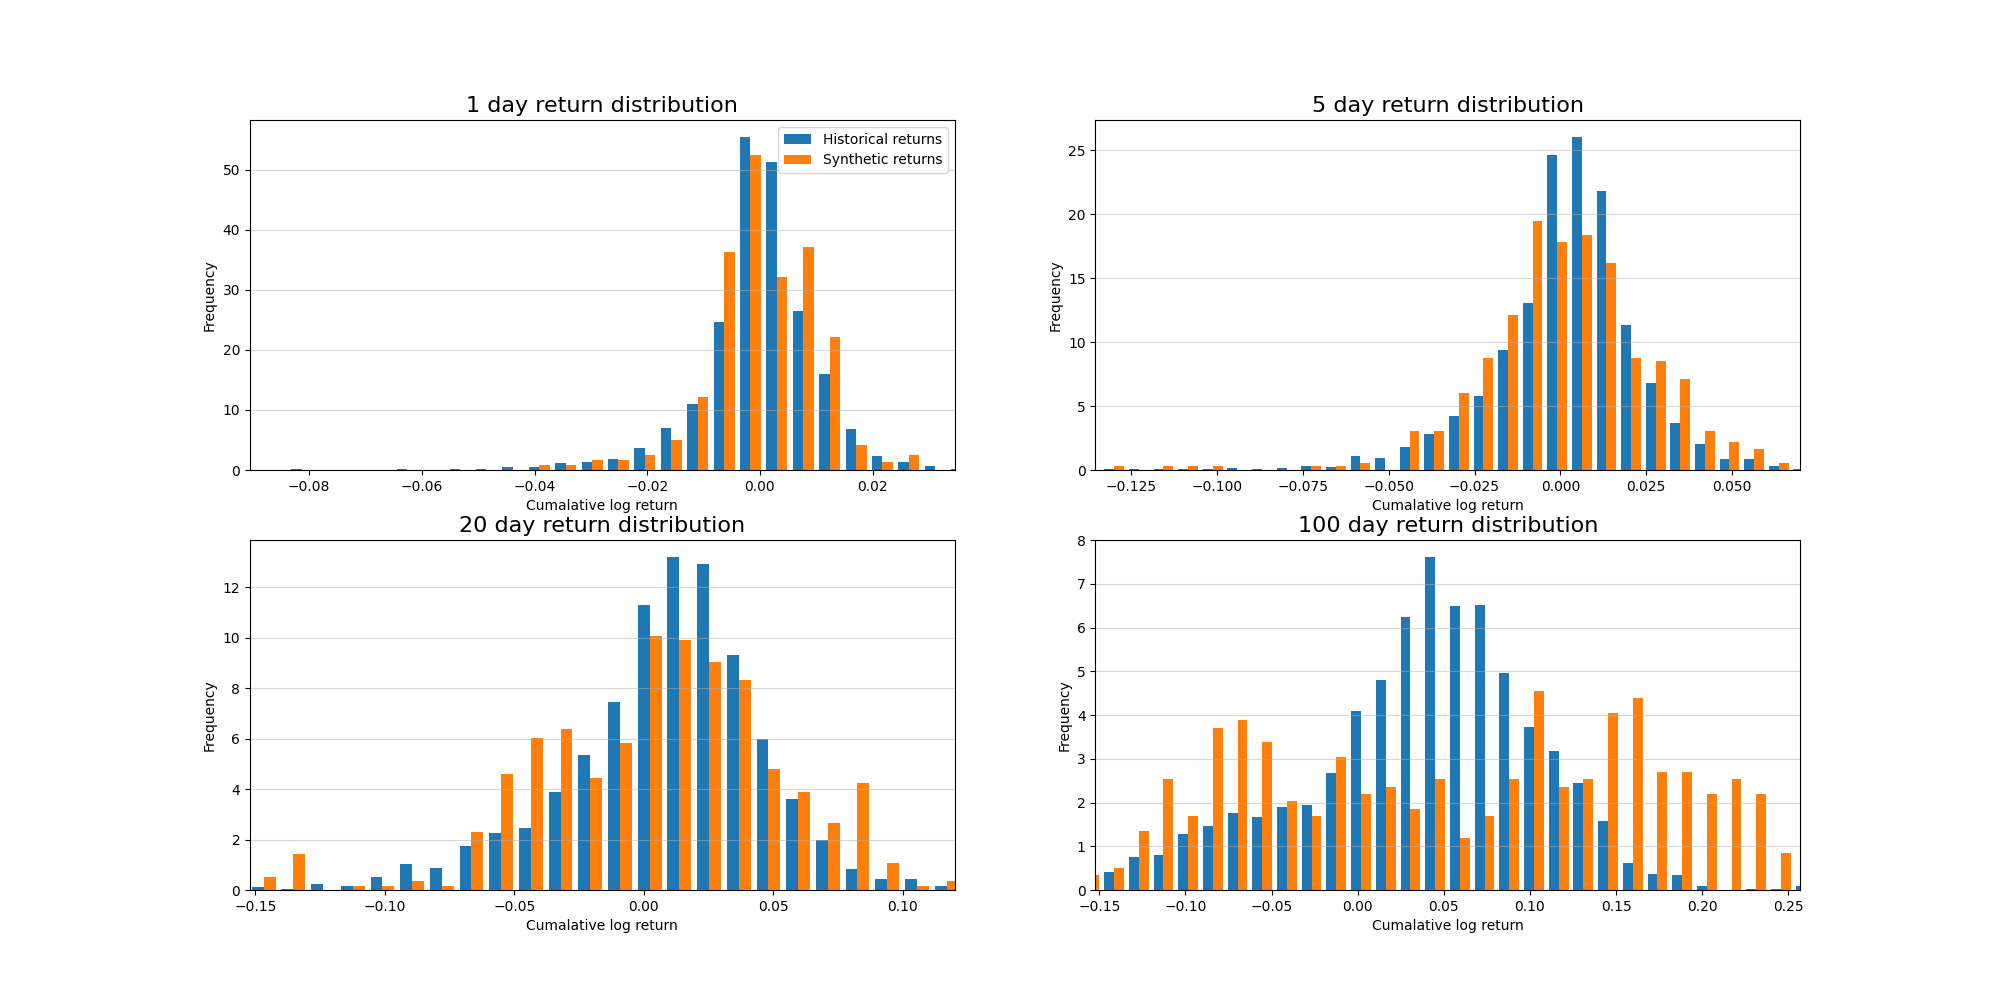 1 day return distribution
Historical returns
Synthetic returns
50
40
30
20
10
0
Frequency
−0.08 −0.06 −0.04 −0.02 0.00 0.02
Cumalative log return
5 day return distribution
25
20
15
10
5
0
Frequency
−0.125 −0.100 −0.075 −0.050 −0.025 0.000 0.025 0.050
Cumalative log return
20 day return distribution
12
10
8
6
4
2
0
Frequency
−0.15 −0.10 −0.05 0.00 0.05 0.10
Cumalative log return
100 day return distribution
8
7
6
5
4
3
2
1
0
Frequency
−0.15 −0.10 −0.05 0.00 0.05 0.10 0.15 0.20 0.25
Cumalative log return